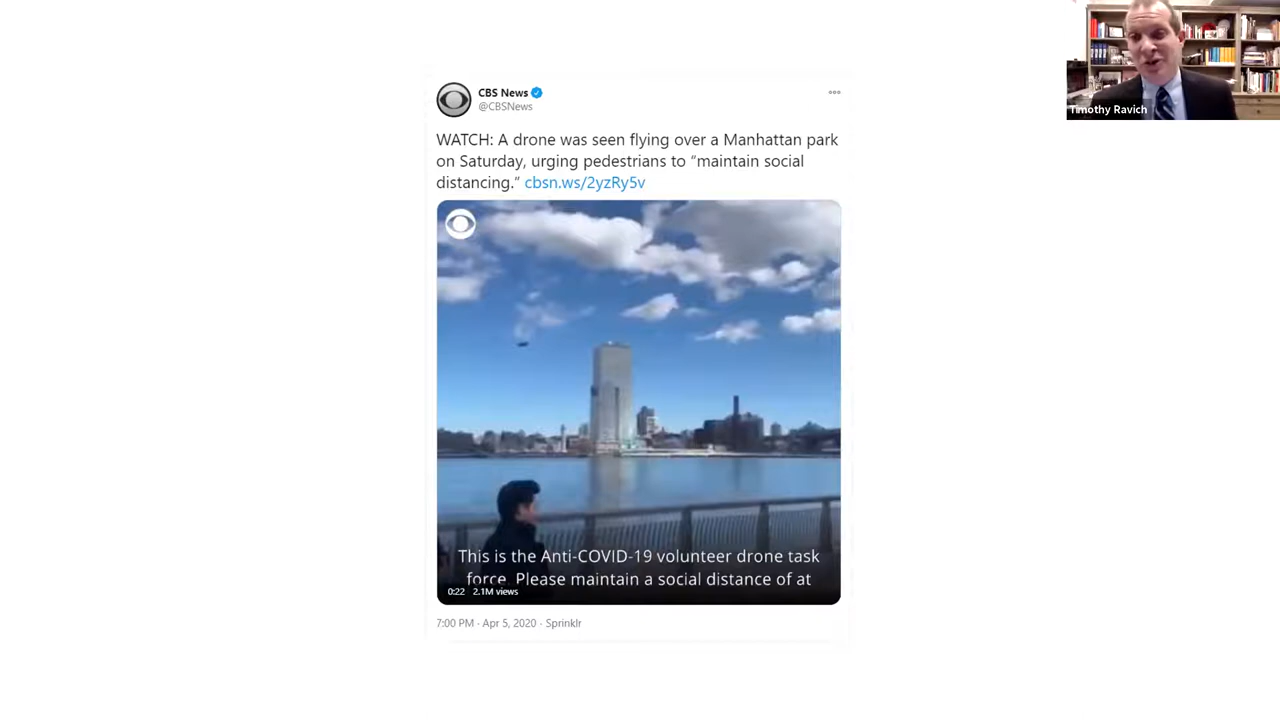 CBS News
@CBSNews
WATCH: A drone was seen flying over a Manhattan park
on Saturday, urging pedestrians to “maintain social
distancing.” cbsn.ws/2yzRy5v
This is the Anti-COVID-19 volunteer drone task
force. Please maintain a social distance of at
0:22 2.1M views
7:00 PM · Apr 5, 2020 · Sprinklr
Timothy Ravich